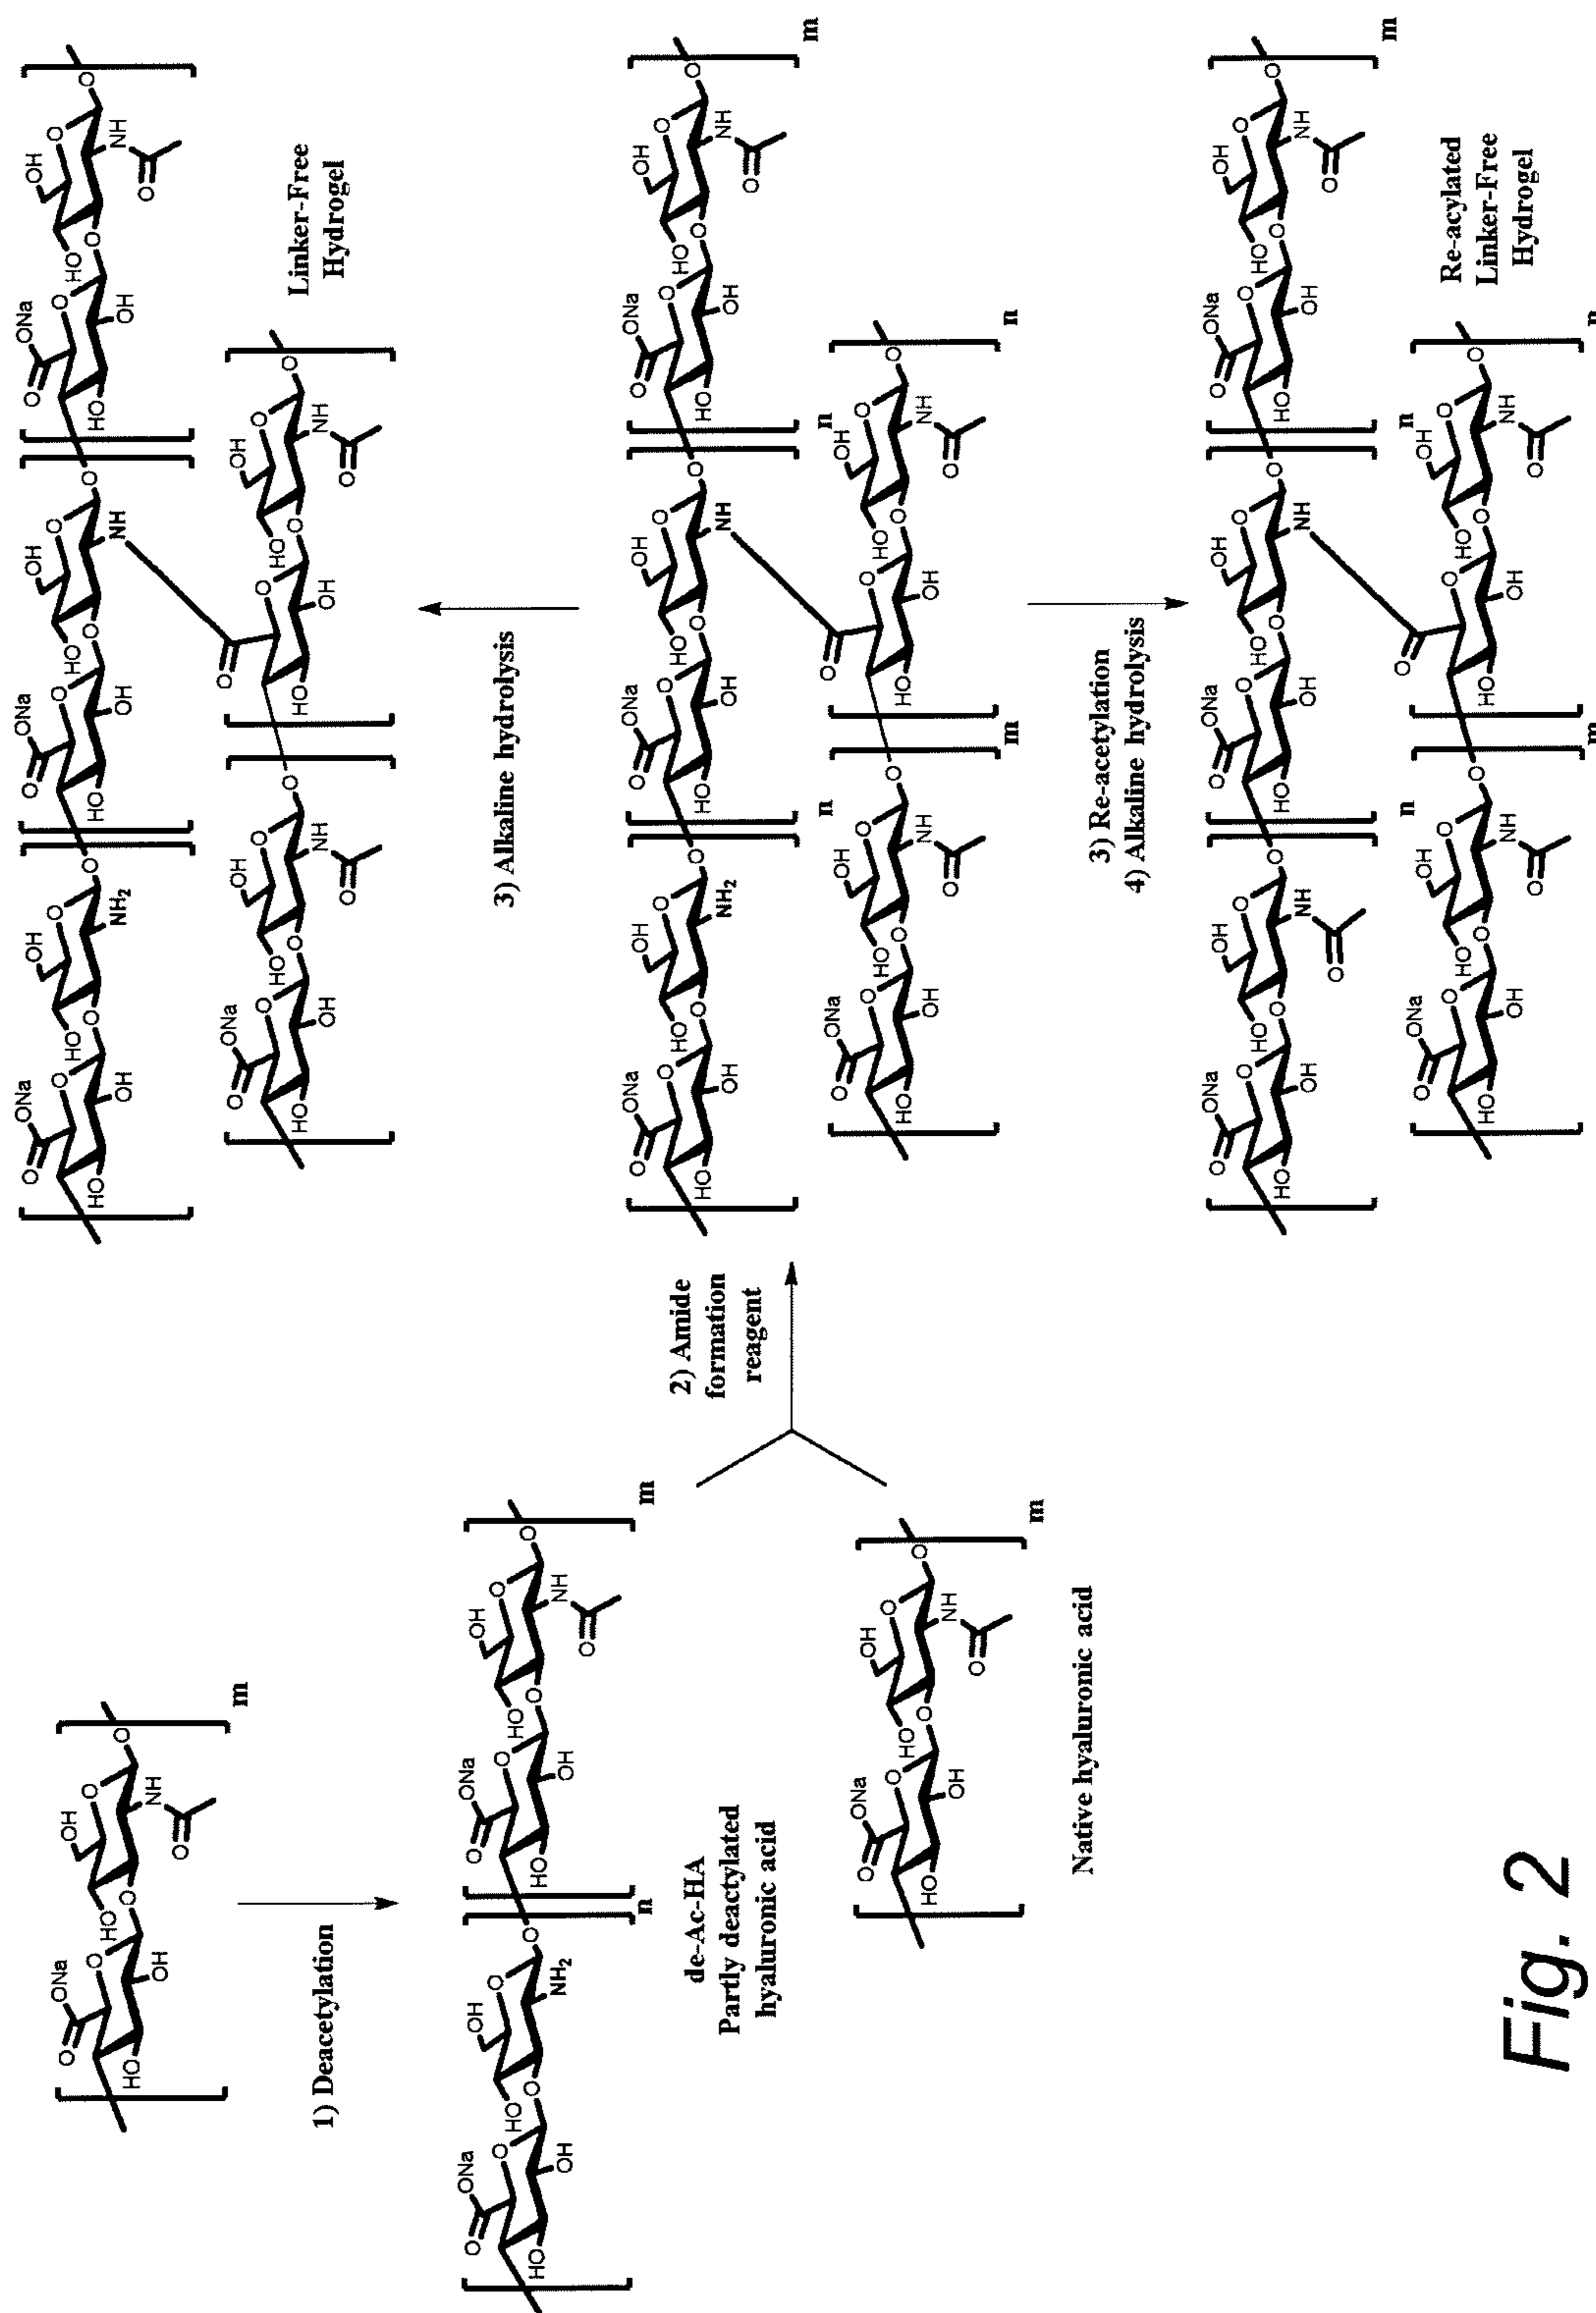 m
1) Deacetylation
n
m
de-Ac-HA
Partly deactylated
hyaluronic acid
m
Native hyaluronic acid
2) Amide
formation
reagent
Linker-Free
Hydrogel
3) Alkaline hydrolysis
m
n
n
m
n
3) Re-acetylation
4) Alkaline hydrolysis
m
n
n
m
n
Re-acylated
Linker-Free
Hydrogel
Fig. 2